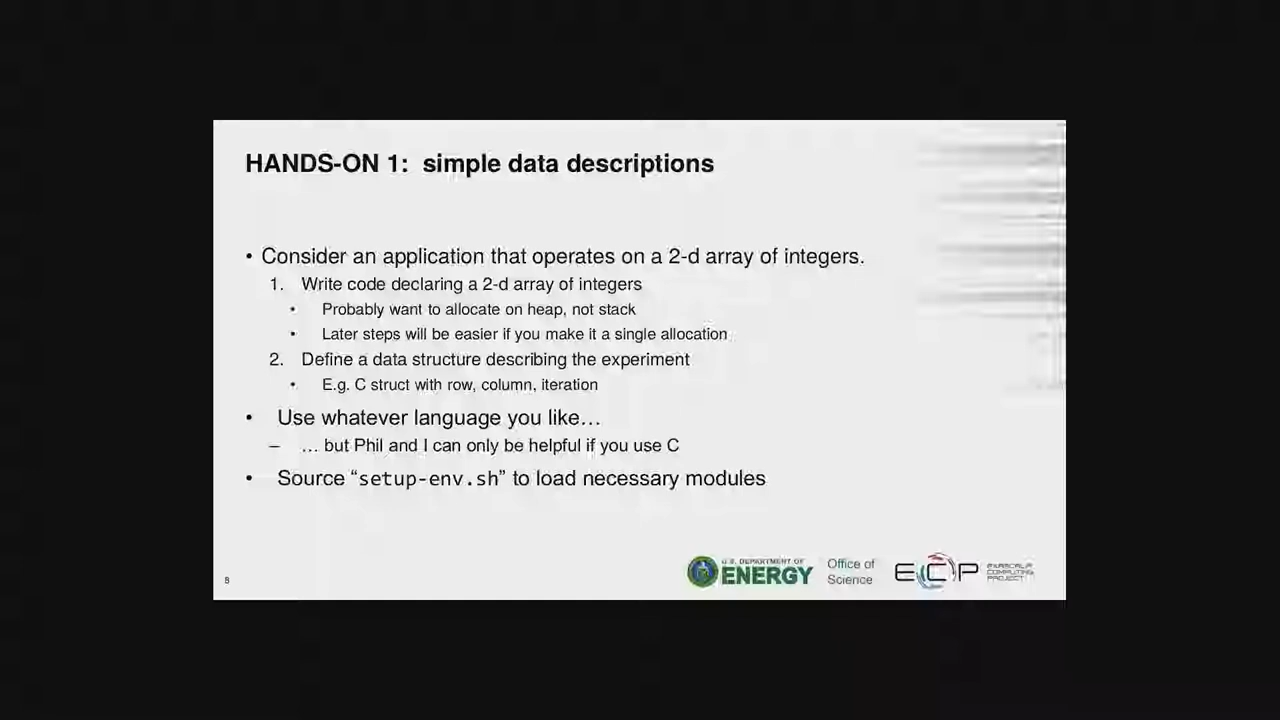 HANDS-ON 1: simple data descriptions
• Consider an application that operates on a 2-d array of integers.
1. Write code declaring a 2-d array of integers
• Probably want to allocate on heap, not stack
• Later steps will be easier if you make it a single allocation
2. Define a data structure describing the experiment
• E.g. C struct with row, column, iteration
• Use whatever language you like…
– … but Phil and I can only be helpful if you use C
• Source “setup-env.sh” to load necessary modules
8
U.S. DEPARTMENT OF
ENERGY
Office of
Science
ECP
EXASCALE
COMPUTING
PROJECT